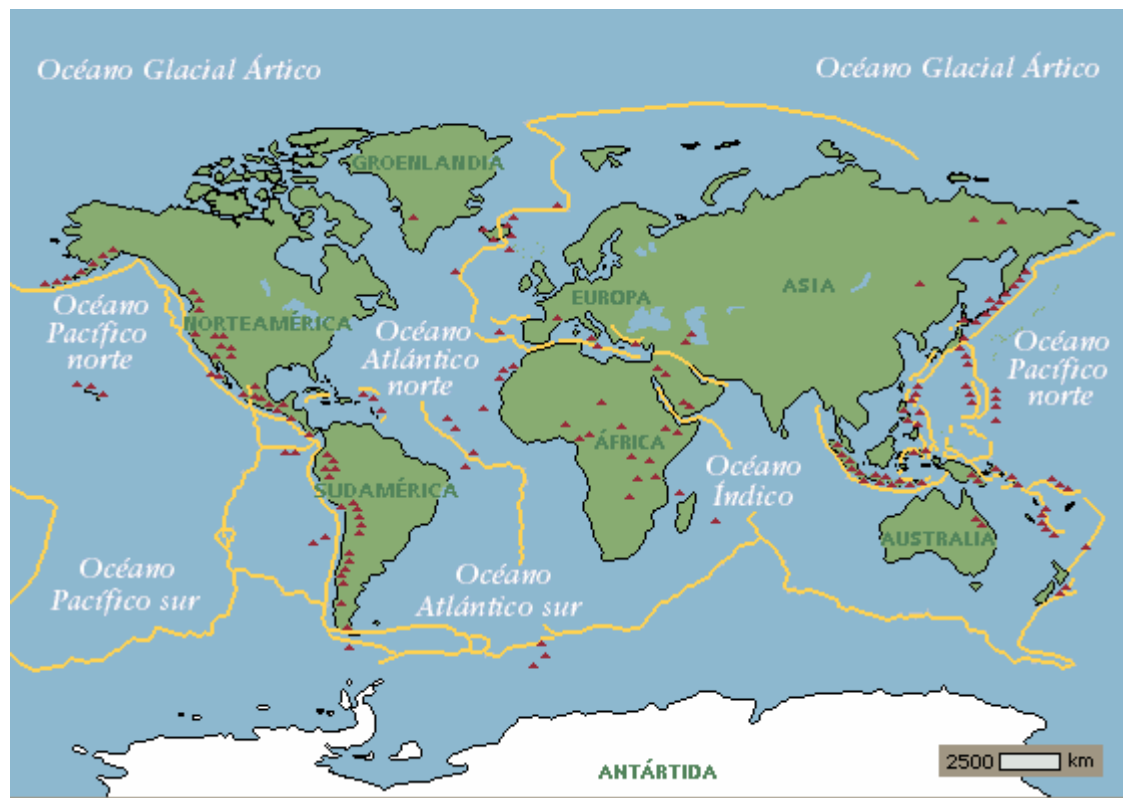 Océano Glacial Ártico
Océano Glacial Ártico
GROENLANDIA
ASIA
EUROPA
Océano
Pacífico
norte
NORTEAMÉRICA
Océano
Atlántico
norte
Océano
Pacífico
norte
ÁFRICA
Océano
Índico
SUDAMÉRICA
AUSTRALIA
Océano
Pacífico sur
Océano
Atlántico sur
2500 km
ANTÁRTIDA